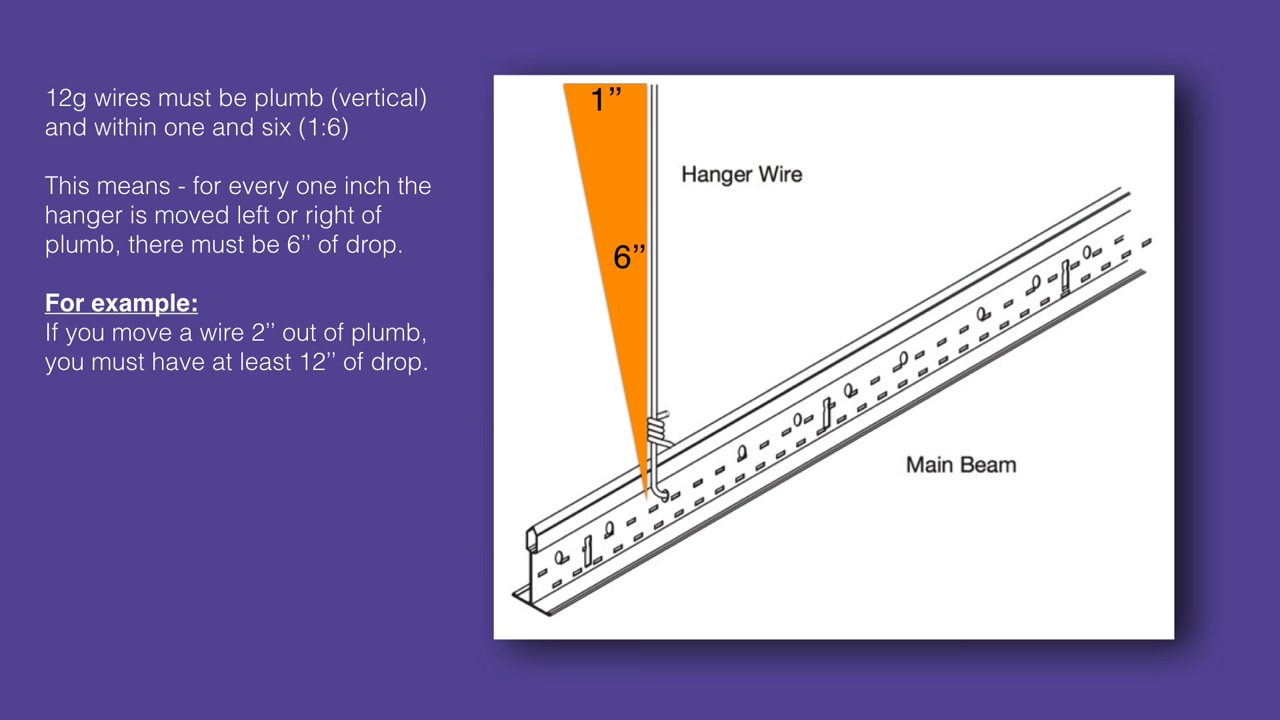 12g wires must be plumb (vertical)
and within one and six (1:6)
This means - for every one inch the
hanger is moved left or right of
plumb, there must be 6’’ of drop.
For example:
If you move a wire 2’’ out of plumb,
you must have at least 12’’ of drop.
1’’
Hanger Wire
6’’
Main Beam